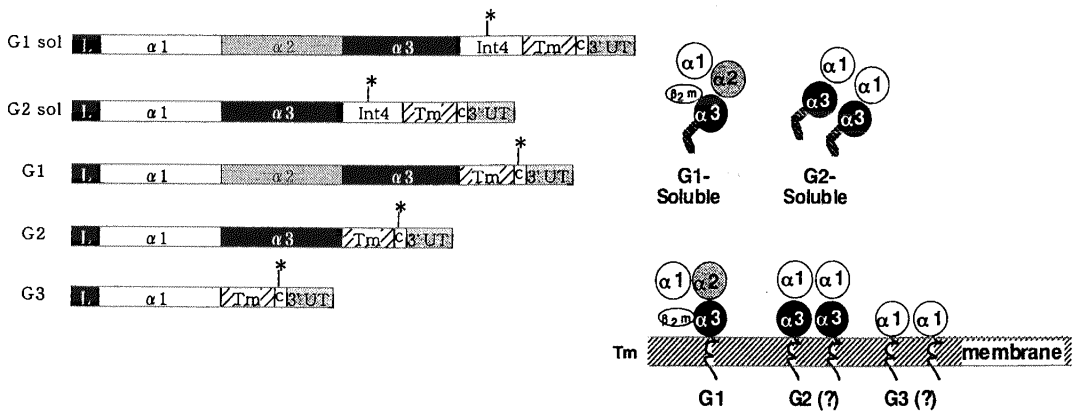 G1 sol L α1 α2 α3 * Int4 Tm C 3' UT
G2 sol L α1 α3 * Int4 Tm C 3' UT
G1 L α1 α2 α3 Tm * C 3' UT
G2 L α1 α3 Tm * C 3' UT
G3 L α1 Tm * C 3' UT
α1 α2
β2m α3
G1-
Soluble
α1 α1
α3 α3
G2-
Soluble
α1 α2 α1 α1
β2m α3 α3 α3 α1 α1
Tm membrane
G1 G2 (?) G3 (?)